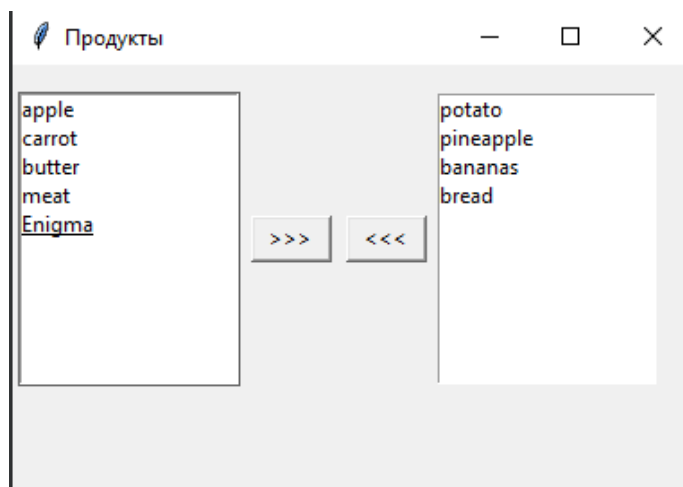 Продукты
apple
carrot
butter
meat
Enigma
>>>
<<<
potato
pineapple
bananas
bread